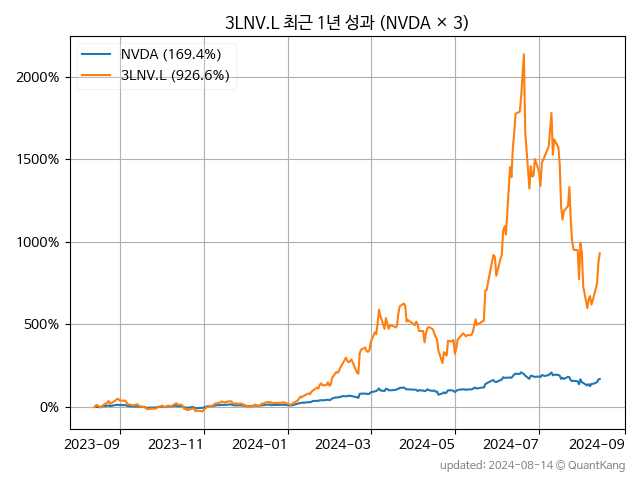 3LNV.L 최근 1년 성과 (NVDA × 3)
NVDA (169.4%)
3LNV.L (926.6%)
2000%
1500%
1000%
500%
0%
2023-09 2023-11 2024-01 2024-03 2024-05 2024-07 2024-09
updated: 2024-08-14 @ QuantKang